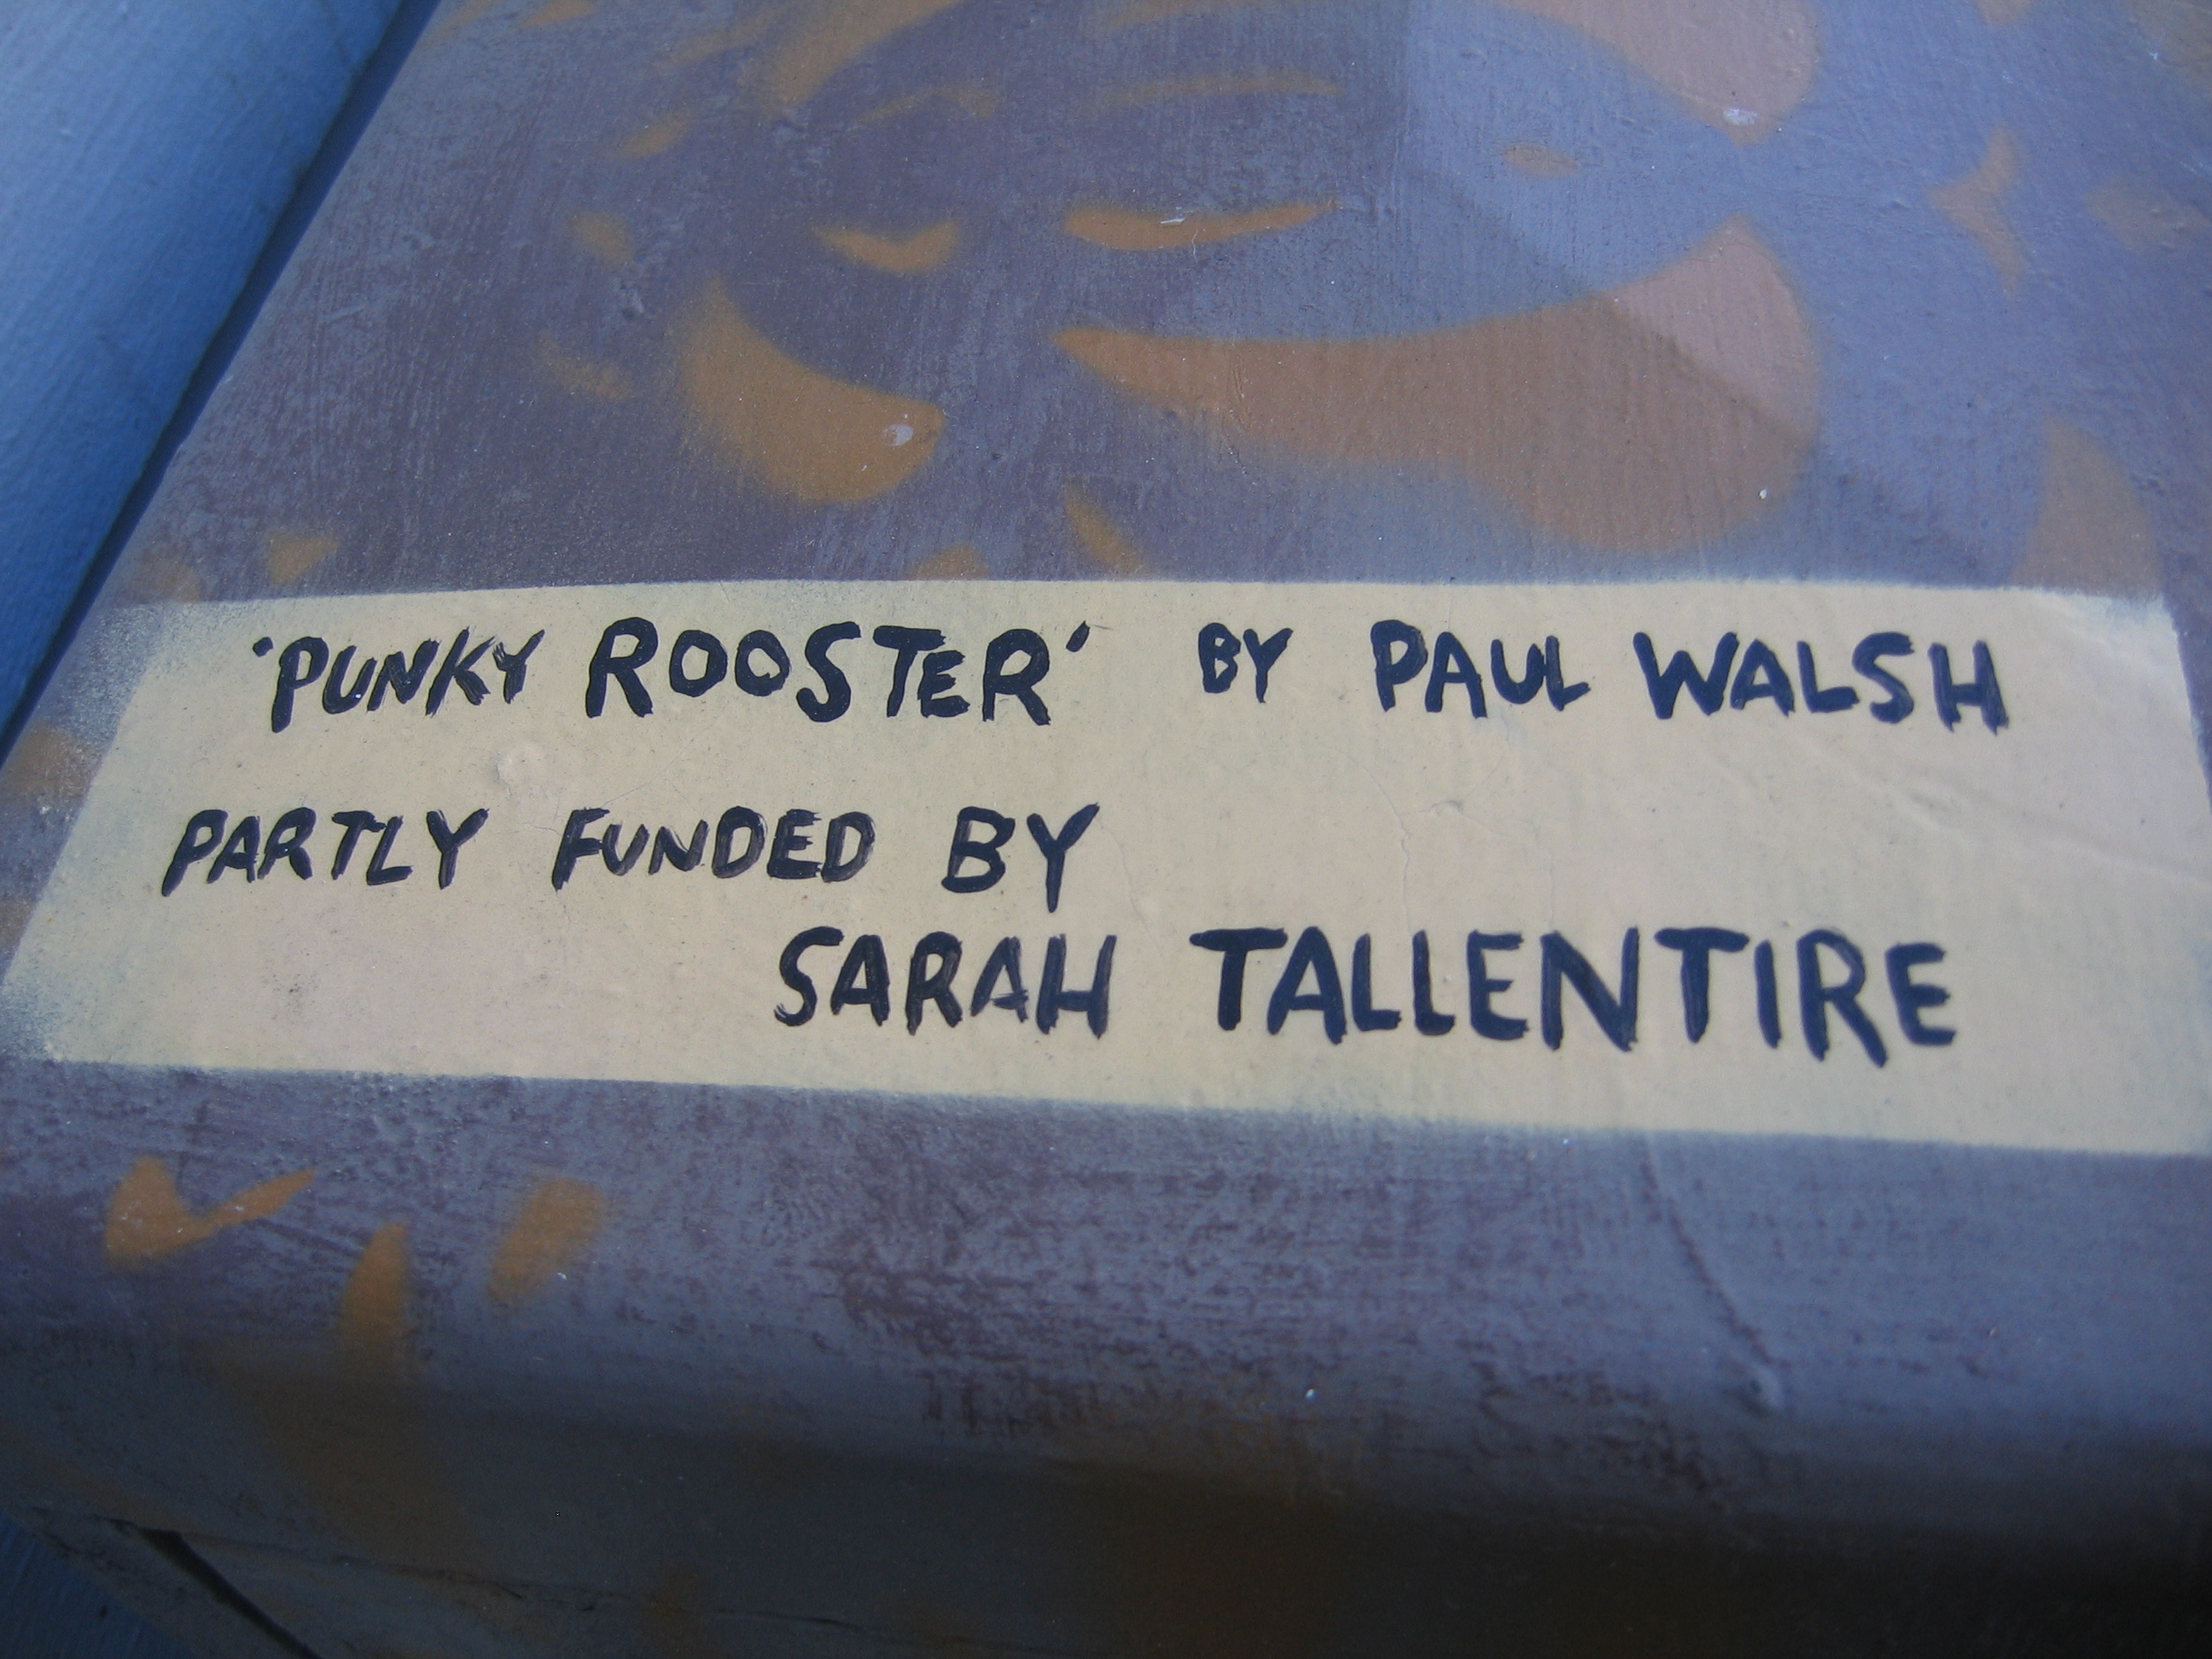 'PUNKY ROOSTER' BY PAUL WALSH
PARTLY FUNDED BY
SARAH TALLENTIRE